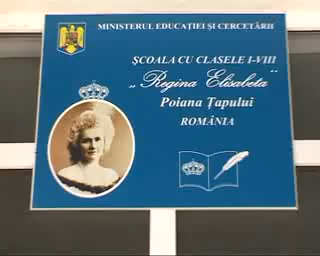 MINISTERUL EDUCAȚIEI ȘI CERCETĂRII
ȘCOALA CU CLASELE I-VIII
„Regina Elisabeta”
Poiana Țapului
ROMÂNIA